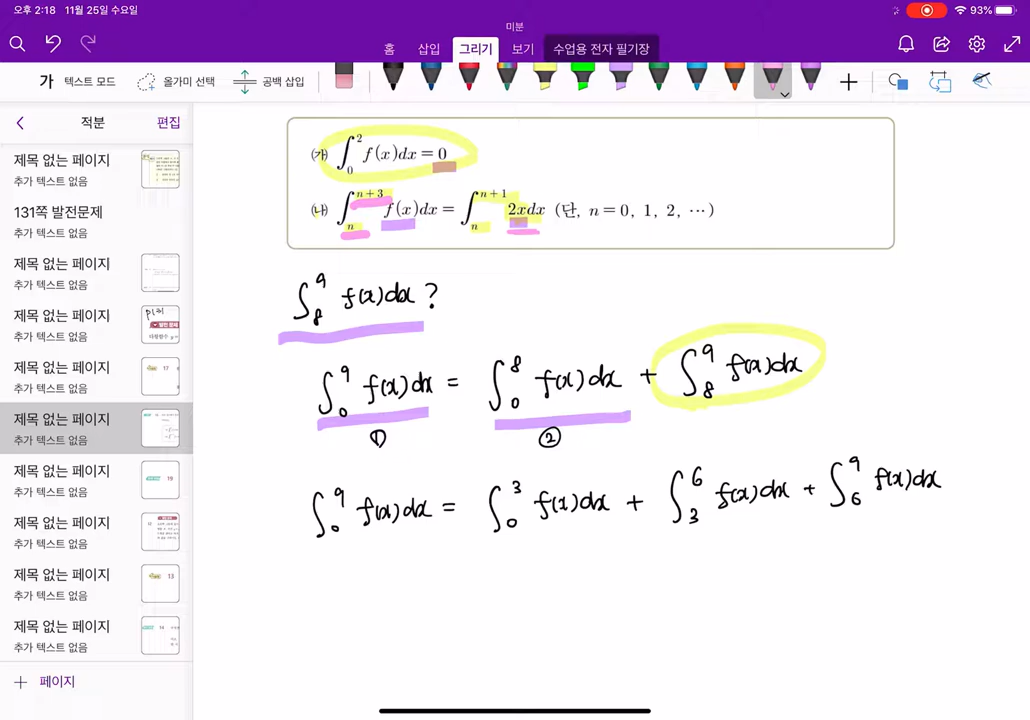 오후 2:18 11월 25일 수요일
93%
미분
홈 삽입 그리기 보기 수업용 전자 필기장
가 텍스트 모드 올가미 선택 공백 삽입
적분 편집
제목 없는 페이지
추가 텍스트 없음
131쪽 발전문제
제목 없는 페이지
추가 텍스트 없음
제목 없는 페이지
추가 텍스트 없음
제목 없는 페이지
추가 텍스트 없음
제목 없는 페이지
추가 텍스트 없음
제목 없는 페이지
추가 텍스트 없음
제목 없는 페이지
추가 텍스트 없음
제목 없는 페이지
추가 텍스트 없음
제목 없는 페이지
추가 텍스트 없음
+ 페이지
(가) ∫₀² f(x)dx = 0
(나) ∫ₙⁿ⁺³ f(x)dx = ∫ₙⁿ⁺¹ 2xdx (단, n = 0, 1, 2, ⋯)
∫₈⁹ f(x)dx ?
∫₀⁹ f(x)dx = ∫₀⁸ f(x)dx + ∫₈⁹ f(x)dx
① ②
∫₀⁹ f(x)dx = ∫₀³ f(x)dx + ∫₃⁶ f(x)dx + ∫₆⁹ f(x)dx